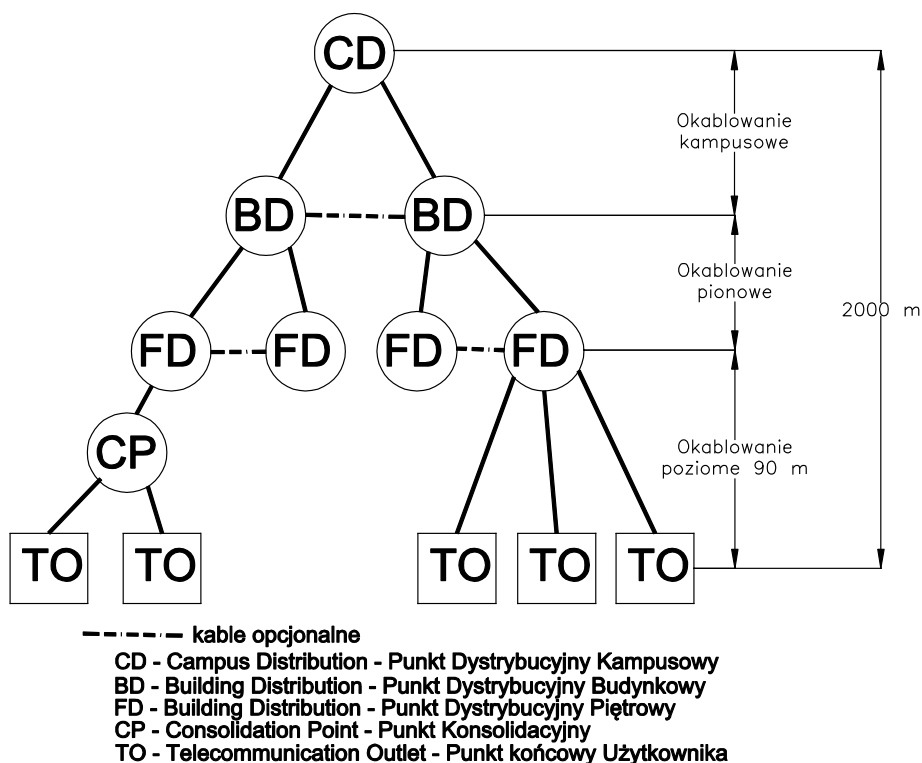 CD
Okablowanie
kampusowe
BD BD
Okablowanie
pionowe
2000 m
FD FD FD FD
Okablowanie
poziome 90 m
CP
TO TO TO TO TO
kable opcjonalne
CD - Campus Distribution - Punkt Dystrybucyjny Kampusowy
BD - Building Distribution - Punkt Dystrybucyjny Budynkowy
FD - Building Distribution - Punkt Dystrybucyjny Piętrowy
CP - Consolidation Point - Punkt Konsolidacyjny
TO - Telecommunication Outlet - Punkt końcowy Użytkownika